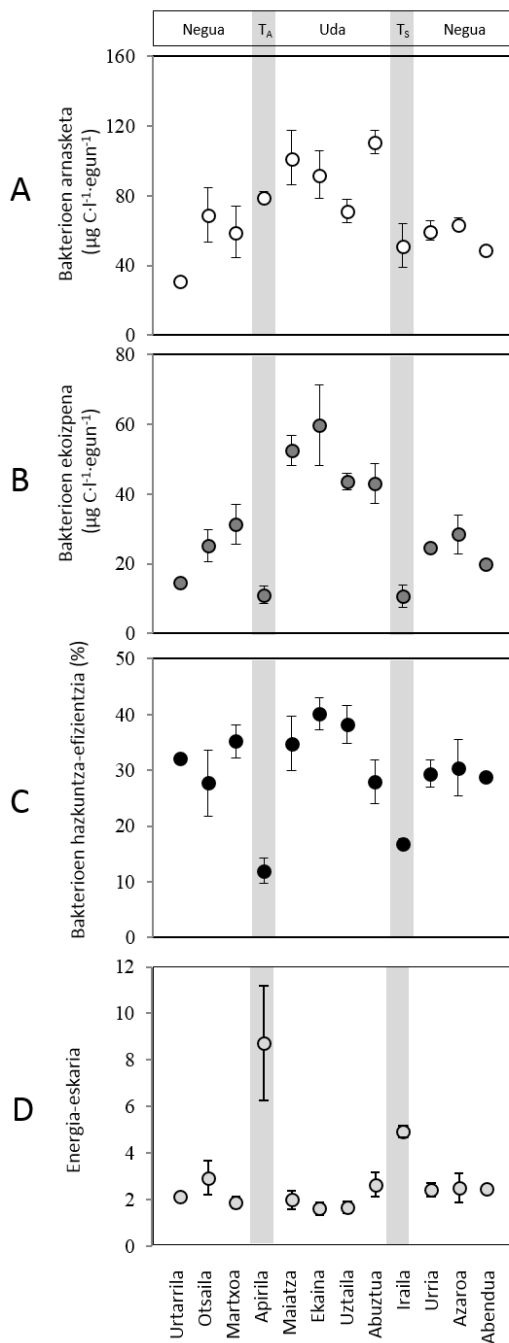 Negua T_A Uda T_S Negua
A
Bakterioen arnasketa
(µg C·l⁻¹·egun⁻¹)
160
120
80
40
0
B
Bakterioen ekoizpena
(µg C·l⁻¹·egun⁻¹)
80
60
40
20
0
C
Bakterioen hazkuntza-efizientzia (%)
50
40
30
20
10
0
D
Energia-eskaria
12
10
8
6
4
2
0
Urtarrila
Otsaila
Martxoa
Apirila
Maiatza
Ekaina
Uztaila
Abuztua
Iraila
Urria
Azaroa
Abendua